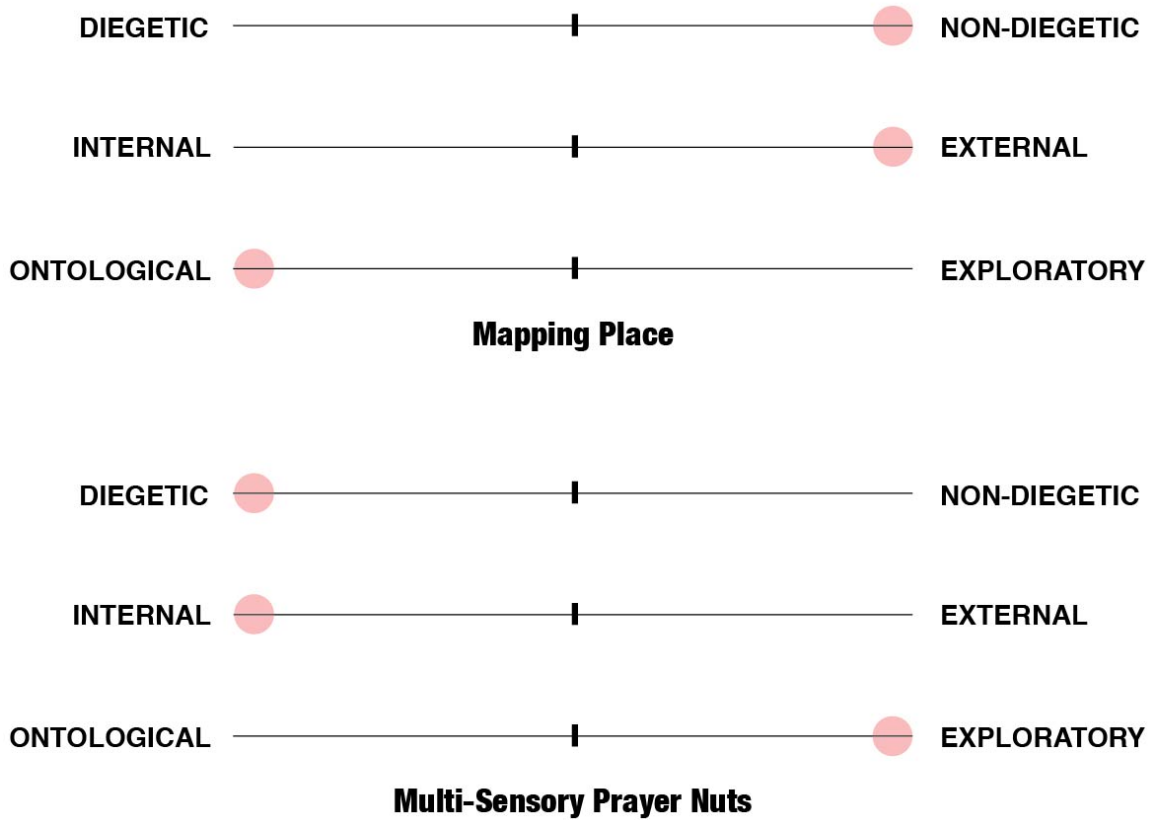 DIEGETIC NON-DIEGETIC
INTERNAL EXTERNAL
ONTOLOGICAL EXPLORATORY
Mapping Place
DIEGETIC NON-DIEGETIC
INTERNAL EXTERNAL
ONTOLOGICAL EXPLORATORY
Multi-Sensory Prayer Nuts